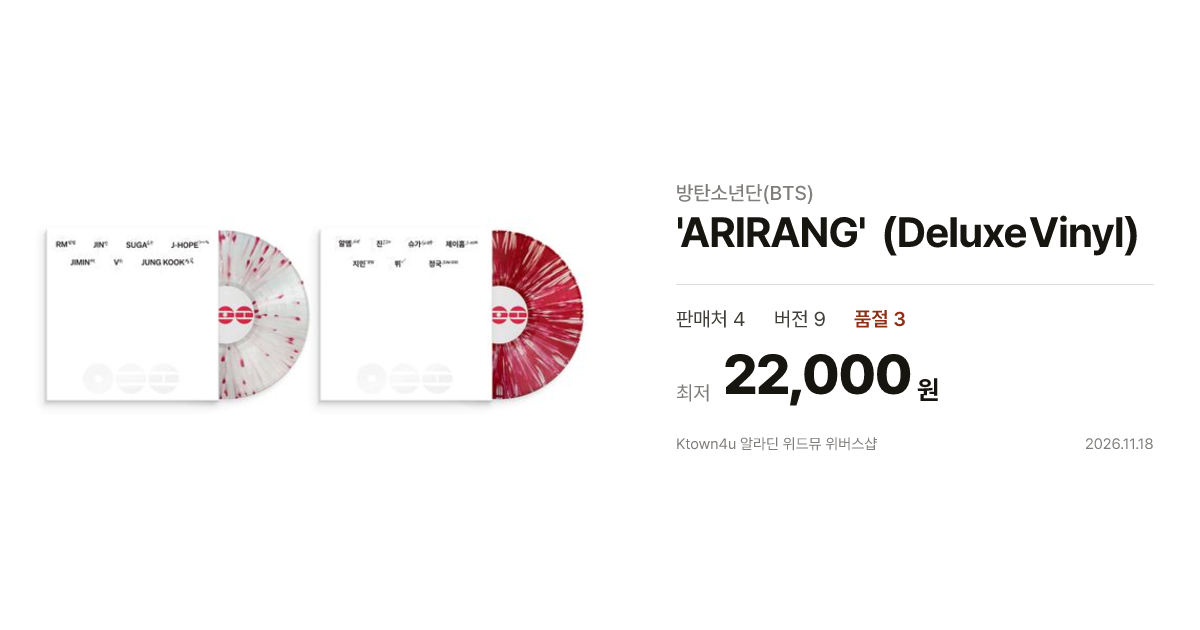 RM JIN SUGA J-HOPE
JIMIN V JUNG KOOK
알엠 진 슈가 제이홉
지민 뷔 정국
방탄소년단(BTS)
'ARIRANG' (Deluxe Vinyl)
판매처 4 버전 9 품절 3
최저 22,000 원
Ktown4u 알라딘 위드뮤 위버스샵
2026.11.18